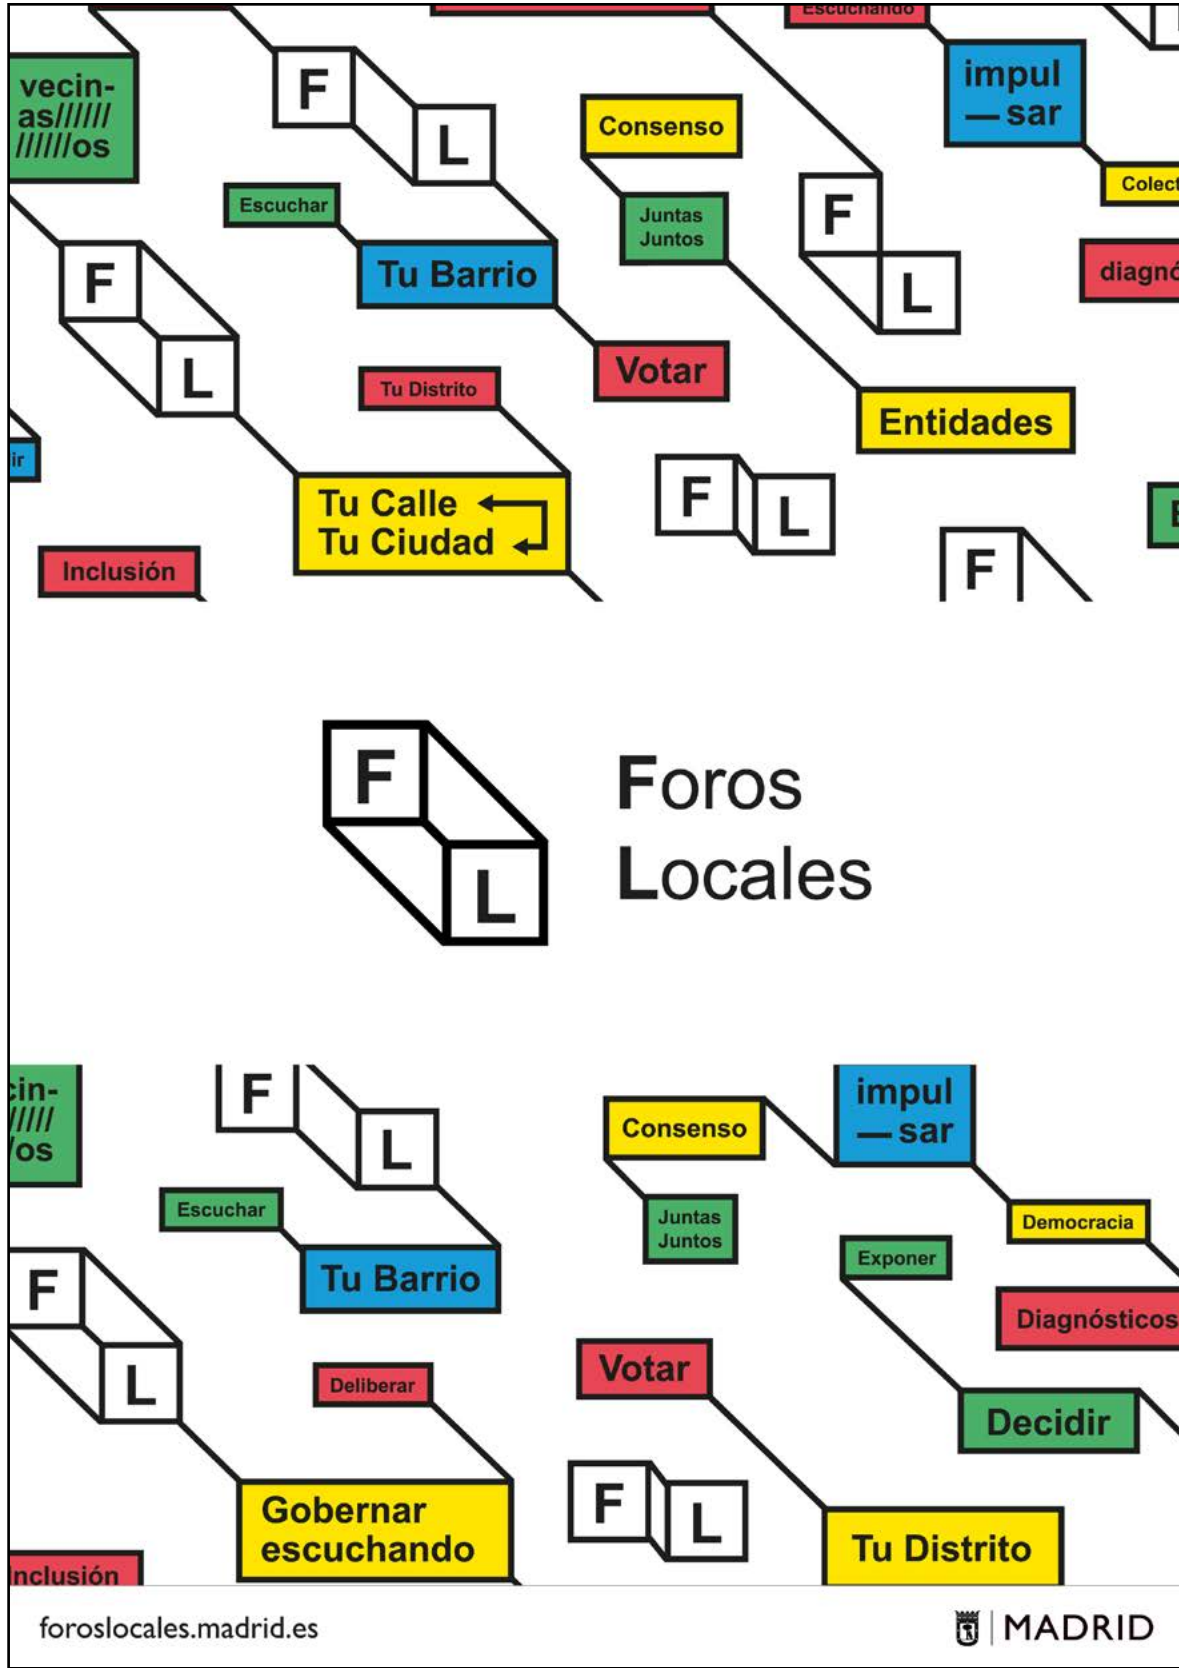 Escuchando
vecin-
as//////
//////os
F
L
Consenso
impul
— sar
Escuchar
Juntas
Juntos
F
L
Tu Barrio
F
L
Votar
Tu Distrito
Entidades
Tu Calle
Tu Ciudad
F
L
F
Inclusión
F
L
Foros
Locales
F
L
Consenso
impul
— sar
Escuchar
Juntas
Juntos
Democracia
Exponer
Tu Barrio
F
L
Diagnósticos
Votar
Deliberar
Decidir
Gobernar
escuchando
F
L
Tu Distrito
Inclusión
foroslocales.madrid.es
MADRID